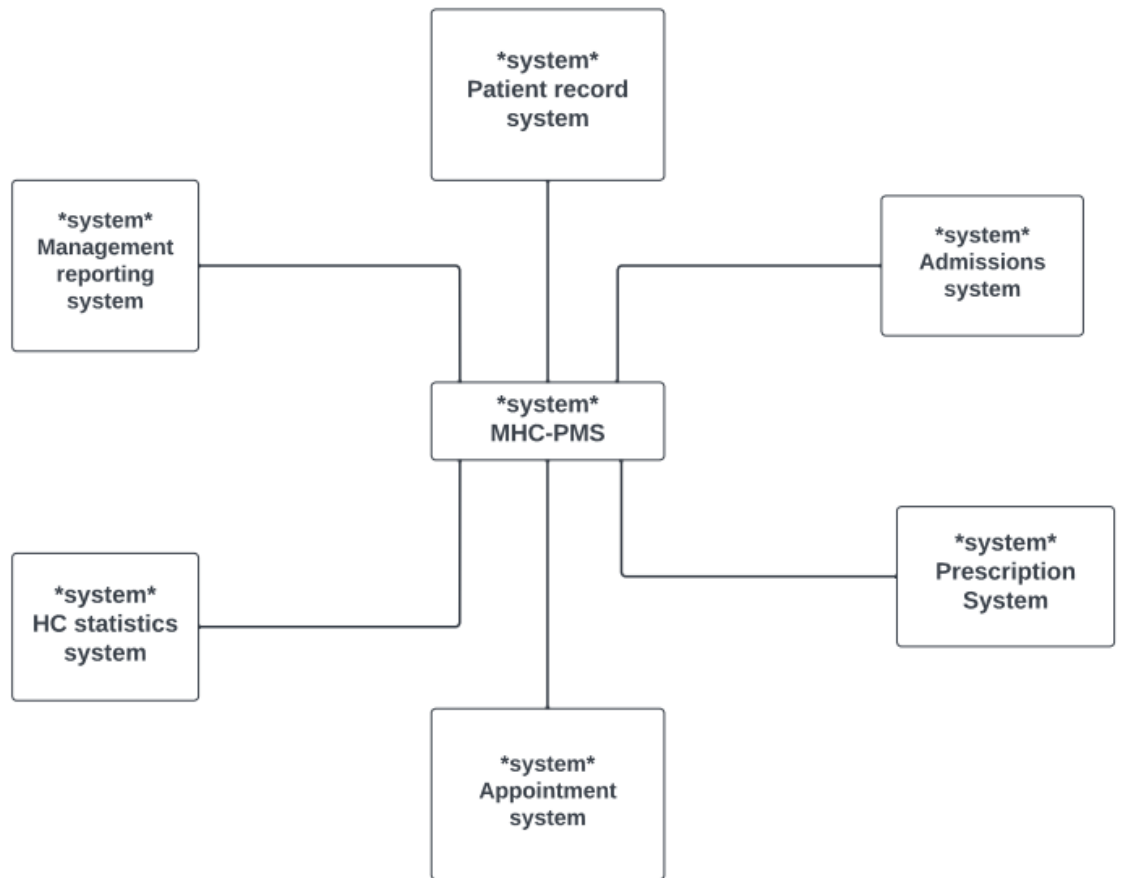 *system*
Patient record
system
*system*
Management
reporting
system
*system*
Admissions
system
*system*
MHC-PMS
*system*
Prescription
System
*system*
HC statistics
system
*system*
Appointment
system